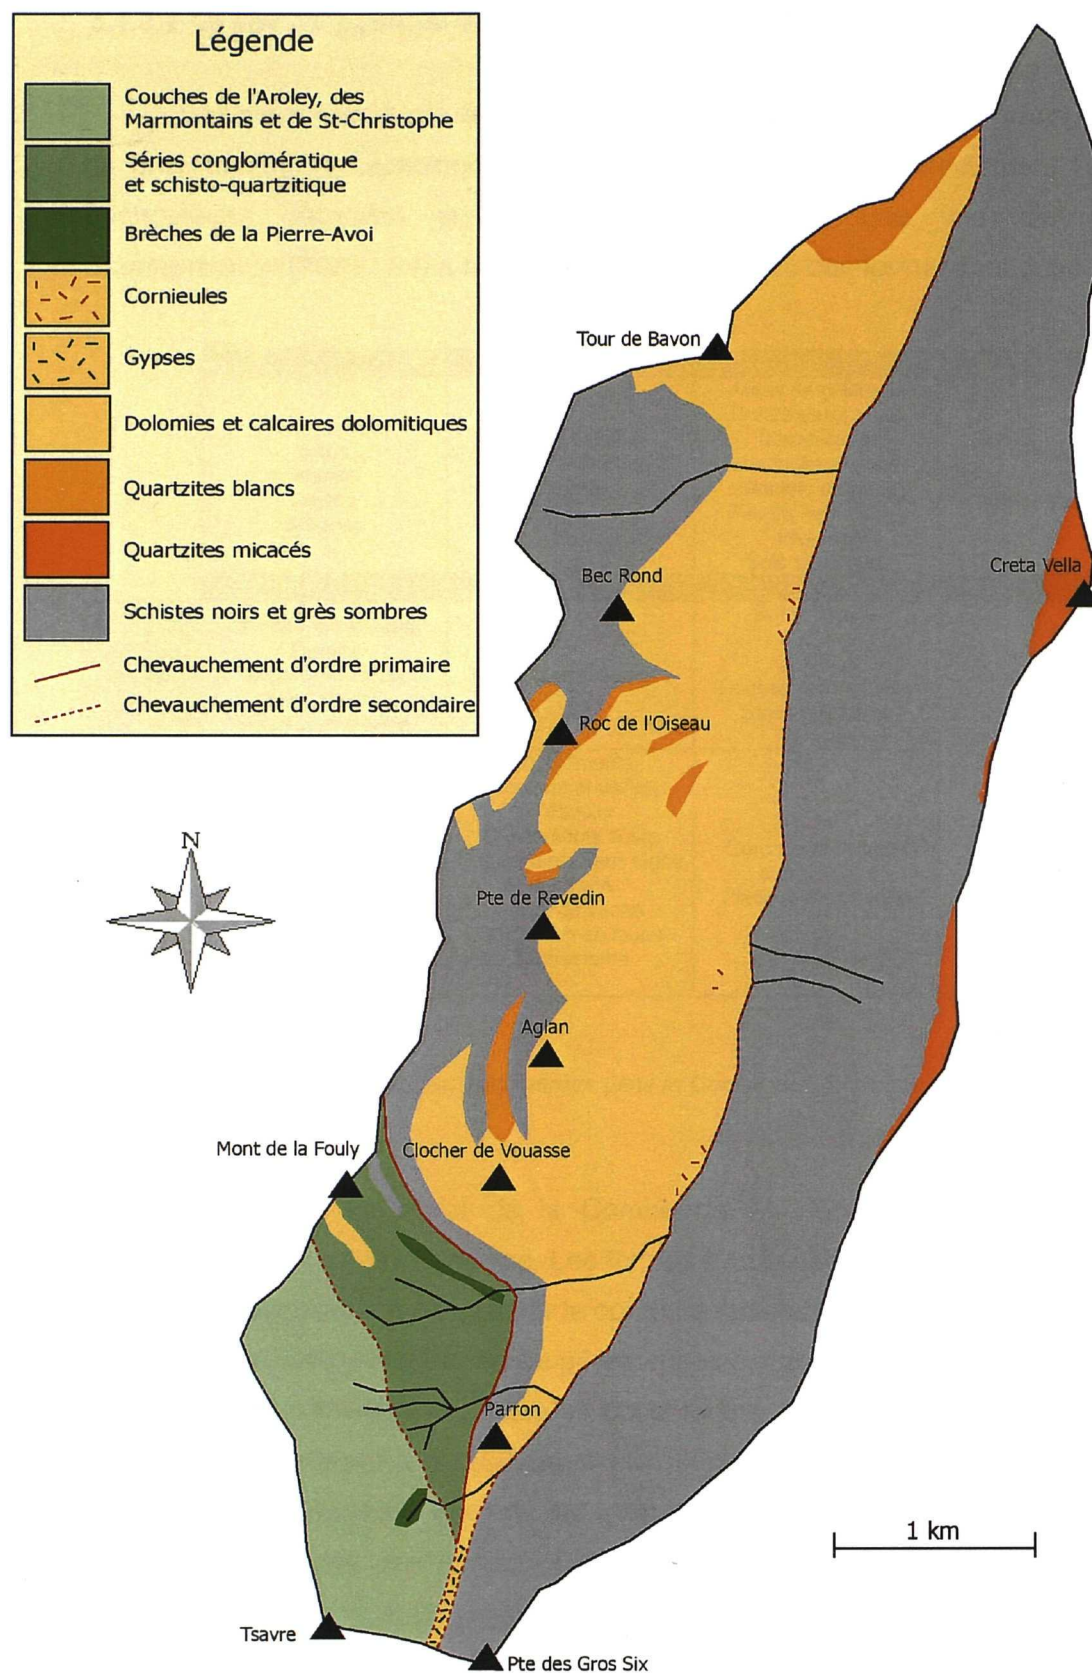 Légende
Couches de l'Aroley, des
Marmontains et de St-Christophe
Séries conglomératique
et schisto-quartzitique
Brèches de la Pierre-Avoi
Cornieules
Gypses
Dolomies et calcaires dolomitiques
Quartzites blancs
Quartzites micacés
Schistes noirs et grès sombres
Chevauchement d'ordre primaire
Chevauchement d'ordre secondaire
Tour de Bavon
Creta Vella
Bec Rond
Roc de l'Oiseau
N
Pte de Revedin
Aglan
Mont de la Fouly
Clocher de Vouasse
Parron
1 km
Tsavre
Pte des Gros Six